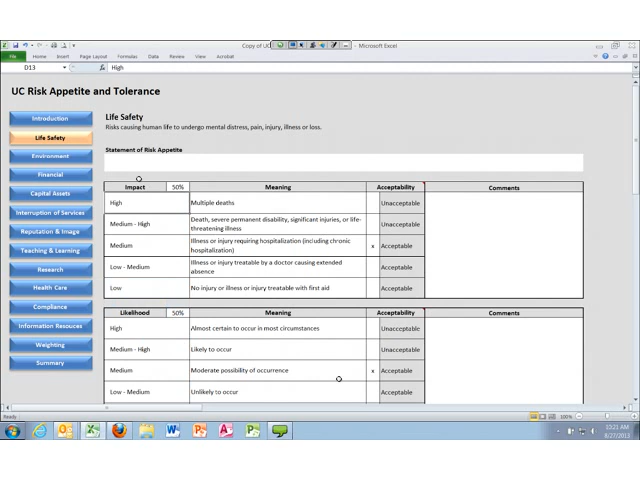 Copy of UC
- Microsoft Excel
File Home Insert Page Layout Formulas Data Review View Acrobat
D13 fx High
UC Risk Appetite and Tolerance
Introduction
Life Safety
Environment
Financial
Capital Assets
Interruption of Services
Reputation & Image
Teaching & Learning
Research
Health Care
Compliance
Information Resouces
Weighting
Summary
Life Safety
Risks causing human life to undergo mental distress, pain, injury, illness or loss.
Statement of Risk Appetite
Impact 50% Meaning Acceptability Comments
High Multiple deaths Unacceptable
Medium - High Death, severe permanent disability, significant injuries, or life-
threatening illness Unacceptable
Medium Illness or injury requiring hospitalization (including chronic
hospitalization) x Acceptable
Low - Medium Illness or injury treatable by a doctor causing extended
absence Acceptable
Low No injury or illness or injury treatable with first aid Acceptable
Likelihood 50% Meaning Acceptability Comments
High Almost certain to occur in most circumstances Unacceptable
Medium - High Likely to occur Unacceptable
Medium Moderate possibility of occurrence x Acceptable
Low - Medium Unlikely to occur Acceptable
Ready 100%
10:21 AM
8/27/2013